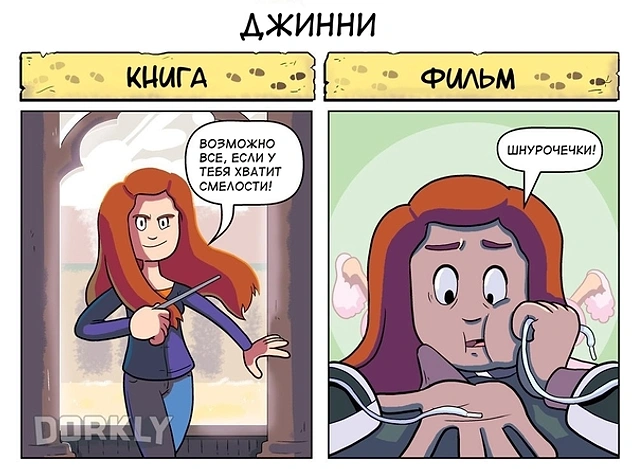 ДЖИННИ
КНИГА
ФИЛЬМ
ВОЗМОЖНО
ВСЕ, ЕСЛИ У
ТЕБЯ ХВАТИТ
СМЕЛОСТИ!
ШНУРОЧЕЧКИ!
DORKLY